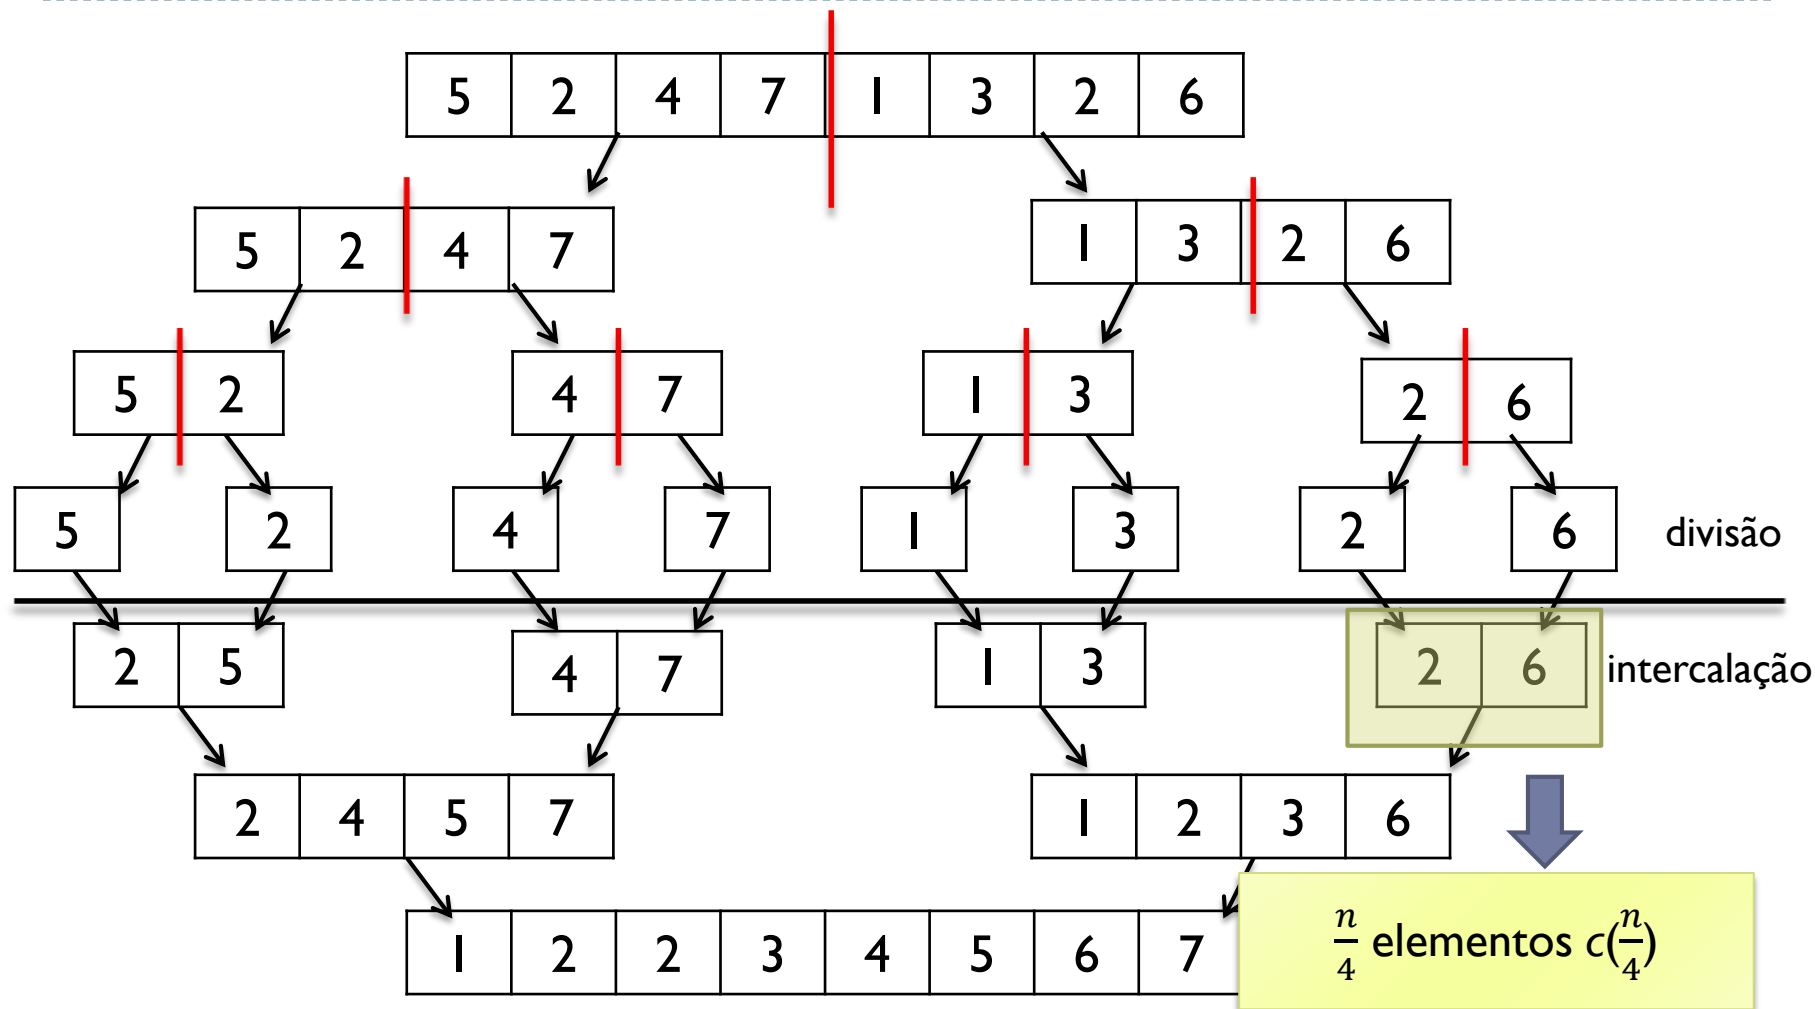 5 2 4 7 1 3 2 6
5 2 4 7 1 3 2 6
5 2 4 7 1 3 2 6
5 2 4 7 1 3 2 6 divisão
2 5 4 7 1 3 2 6 intercalação
2 4 5 7 1 2 3 6
1 2 2 3 4 5 6 7
n/4 elementos c(n/4)